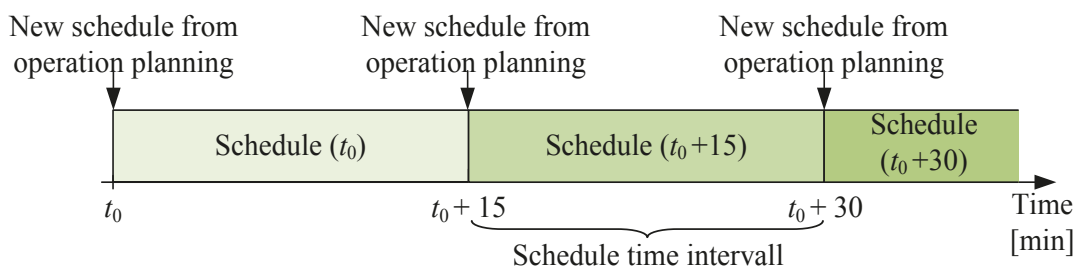 New schedule from New schedule from New schedule from
operation planning operation planning operation planning
Schedule (t0) Schedule (t0+15) Schedule
(t0+30)
t0 t0 + 15 t0 + 30 Time
[min]
Schedule time intervall